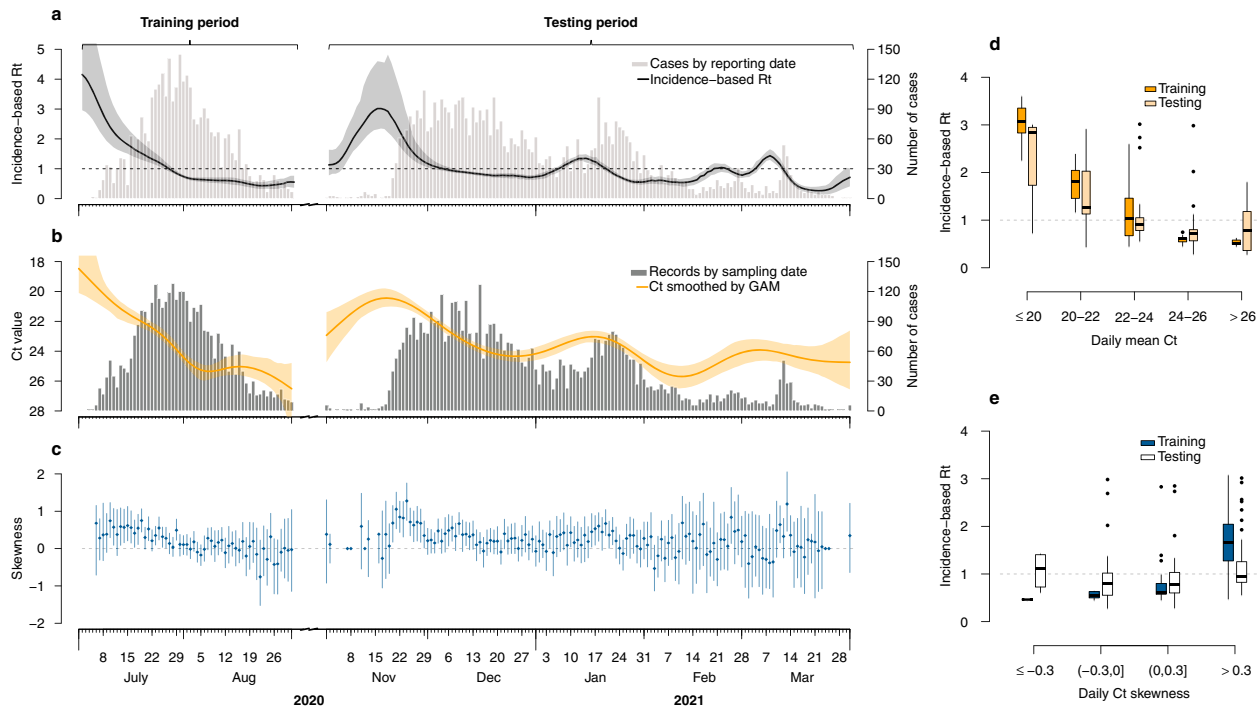 a
Training period
Testing period
Incidence−based Rt
5
4
3
2
1
0
Cases by reporting date
Incidence−based Rt
150
120
90
60
30
0
Number of cases
b
Ct value
18
20
22
24
26
28
Records by sampling date
Ct smoothed by GAM
150
120
90
60
30
0
Number of cases
c
Skewness
2
1
0
−1
−2
8 15 22 29 5 12 19 26 8 15 22 29 6 13 20 27 3 10 17 24 31 7 14 21 28 7 14 21 28
July Aug Nov Dec Jan Feb Mar
2020 2021
d
Incidence−based Rt
4
3
2
1
0
Training
Testing
≤ 20 20−22 22−24 24−26 > 26
Daily mean Ct
e
Incidence−based Rt
4
3
2
1
0
Training
Testing
≤ −0.3 (−0.3,0] (0,0.3] > 0.3
Daily Ct skewness